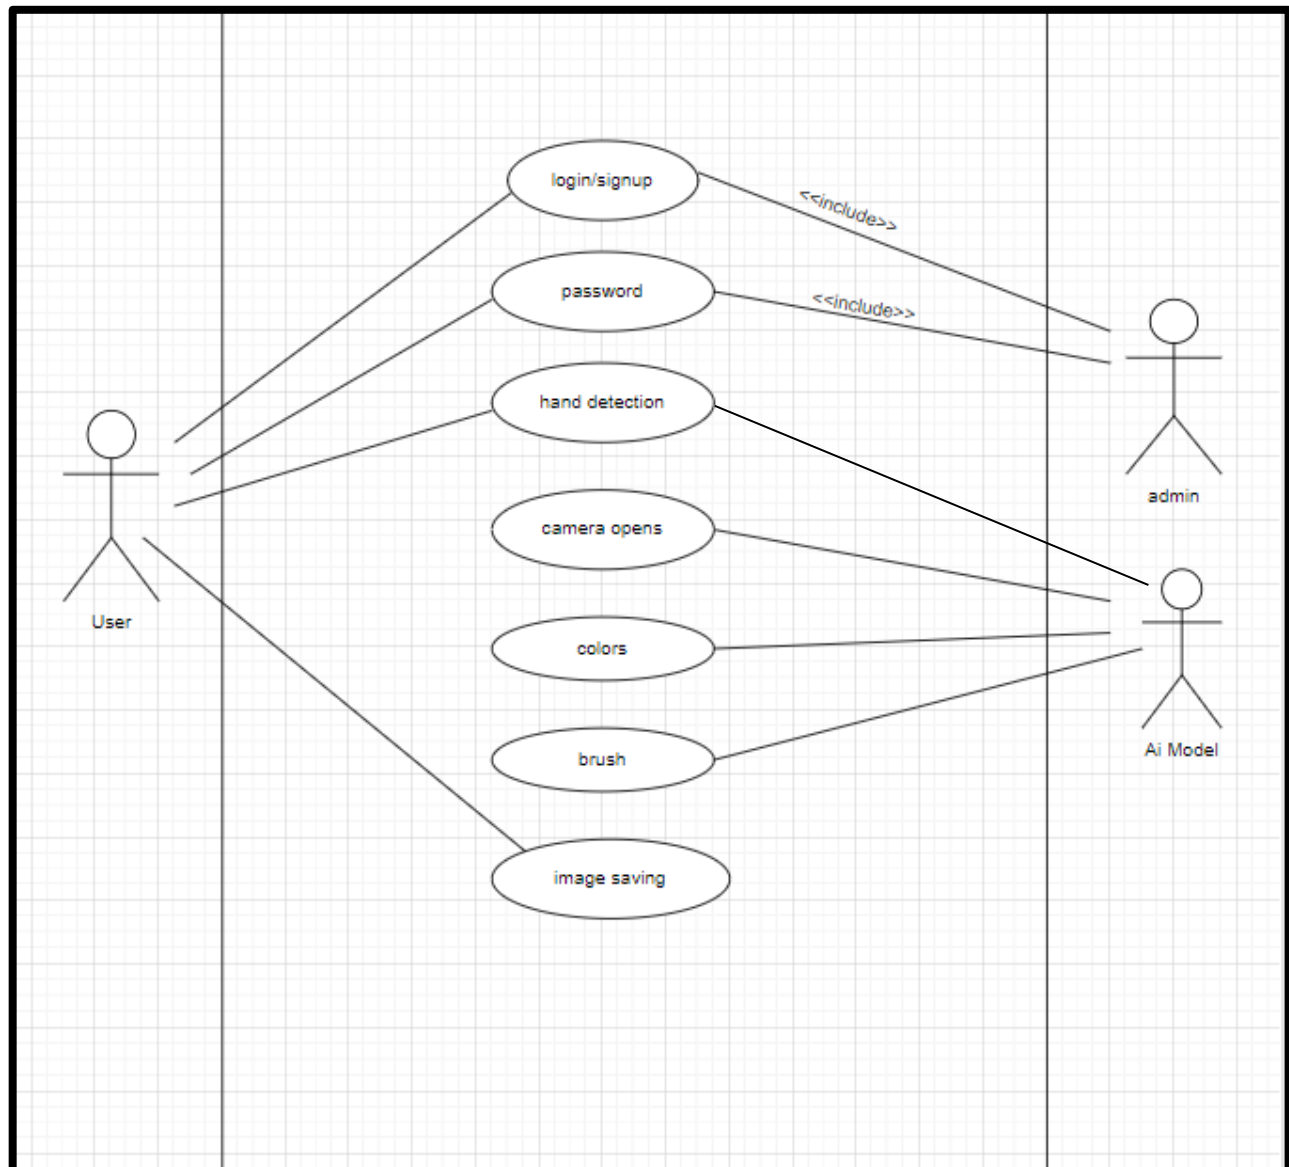 login/signup
<<include>>
password
<<include>>
hand detection
admin
camera opens
User
colors
Ai Model
brush
image saving